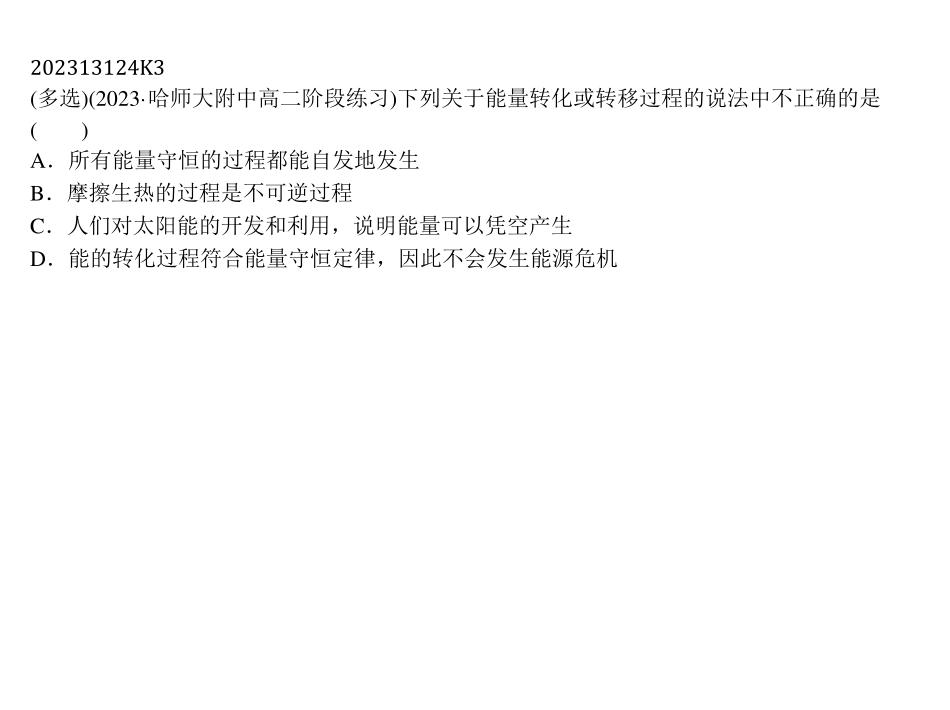 202313124K3
(多选)(2023·哈师大附中高二阶段练习)下列关于能量转化或转移过程的说法中不正确的是
(　　)
A．所有能量守恒的过程都能自发地发生
B．摩擦生热的过程是不可逆过程
C．人们对太阳能的开发和利用，说明能量可以凭空产生
D．能的转化过程符合能量守恒定律，因此不会发生能源危机